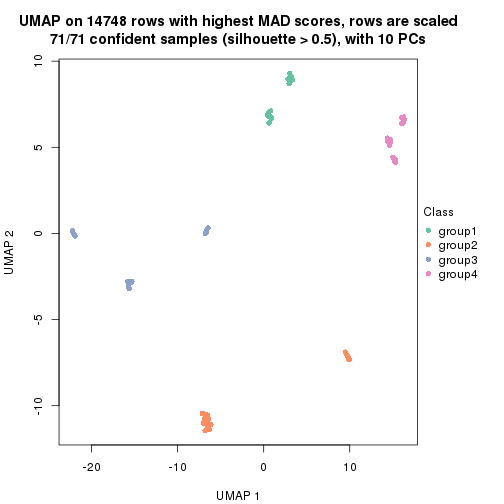 UMAP on 14748 rows with highest MAD scores, rows are scaled
71/71 confident samples (silhouette > 0.5), with 10 PCs
10
5
0
-5
-10
UMAP 2
-20
-10
0
10
UMAP 1
Class
group1
group2
group3
group4